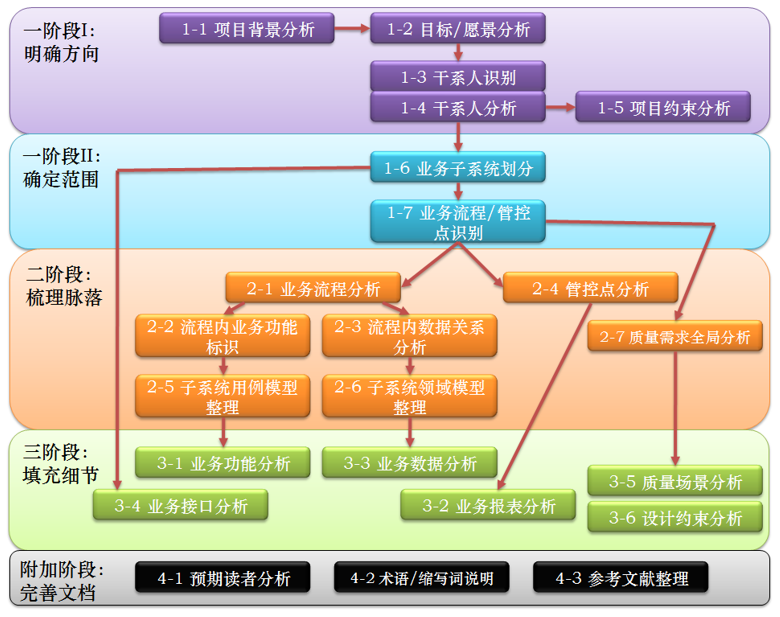 一阶段I:
明确方向
1-1 项目背景分析
1-2 目标/愿景分析
1-3 干系人识别
1-4 干系人分析
1-5 项目约束分析
一阶段II:
确定范围
1-6 业务子系统划分
1-7 业务流程/管控
点识别
二阶段:
梳理脉落
2-1 业务流程分析
2-4 管控点分析
2-2 流程内业务功能
标识
2-3 流程内数据关系
分析
2-7 质量需求全局分析
2-5 子系统用例模型
整理
2-6 子系统领域模型
整理
三阶段:
填充细节
3-1 业务功能分析
3-3 业务数据分析
3-5 质量场景分析
3-4 业务接口分析
3-2 业务报表分析
3-6 设计约束分析
附加阶段:
完善文档
4-1 预期读者分析
4-2 术语/缩写词说明
4-3 参考文献整理